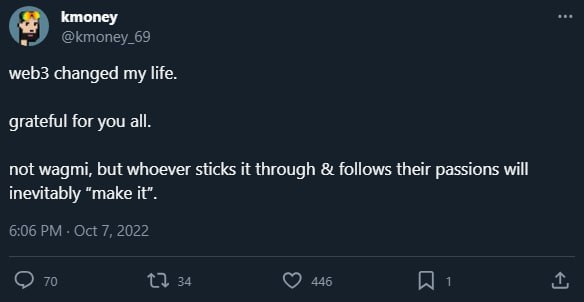 kmoney
@kmoney_69
web3 changed my life.
grateful for you all.
not wagmi, but whoever sticks it through & follows their passions will
inevitably “make it”.
6:06 PM · Oct 7, 2022
70 34 446 1